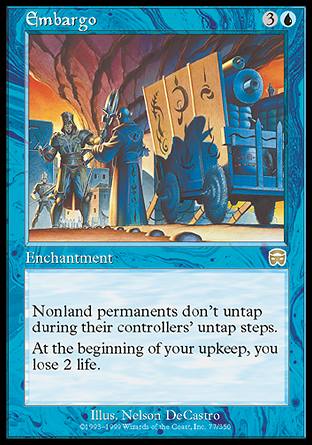 Embargo 3
Enchantment
Nonland permanents don't untap
during their controllers' untap steps.
At the beginning of your upkeep, you
lose 2 life.
Illus. Nelson DeCastro
©1993-1999 Wizards of the Coast, Inc. 77/350